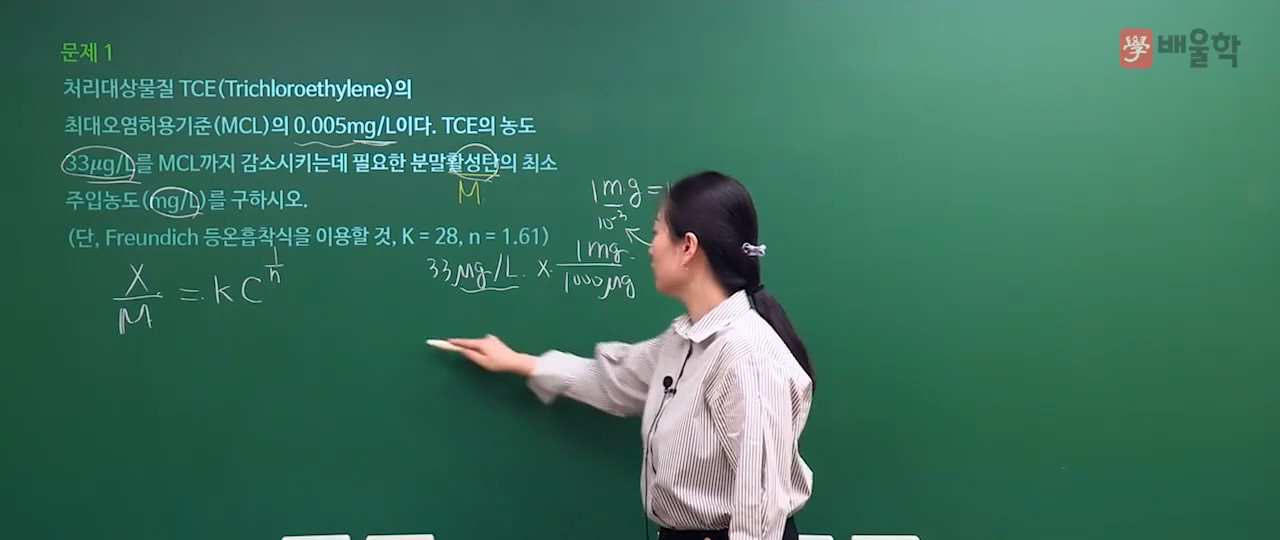 學 배울학
문제 1
처리대상물질 TCE(Trichloroethylene)의
최대오염허용기준(MCL)의 0.005mg/L이다. TCE의 농도
33μg/L를 MCL까지 감소시키는데 필요한 분말활성탄의 최소
M
주입농도(mg/L)를 구하시오.
(단, Freundich 등온흡착식을 이용할 것, K = 28, n = 1.61)
1mg =
10⁻³
33 μg/L × 1mg/1000μg
X/M = k C^(1/n)